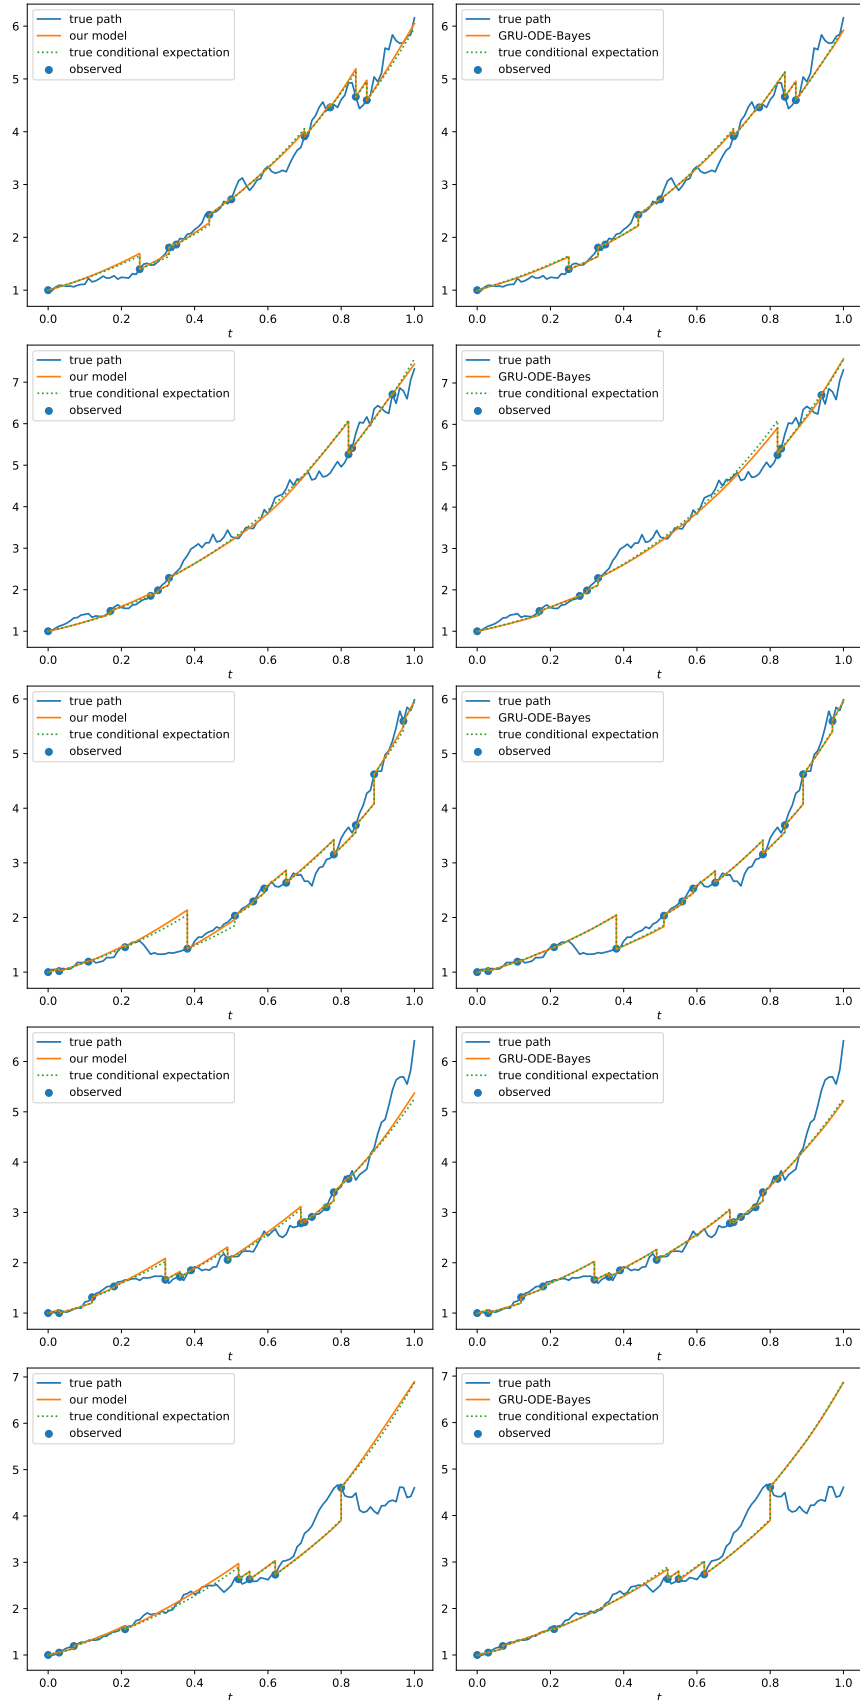 true path
our model
true conditional expectation
observed
6
5
4
3
2
1
0.0 0.2 0.4 0.6 0.8 1.0
t
true path
GRU-ODE-Bayes
true conditional expectation
observed
6
5
4
3
2
1
0.0 0.2 0.4 0.6 0.8 1.0
t
true path
our model
true conditional expectation
observed
7
6
5
4
3
2
1
0.0 0.2 0.4 0.6 0.8 1.0
t
true path
GRU-ODE-Bayes
true conditional expectation
observed
7
6
5
4
3
2
1
0.0 0.2 0.4 0.6 0.8 1.0
t
true path
our model
true conditional expectation
observed
6
5
4
3
2
1
0.0 0.2 0.4 0.6 0.8 1.0
t
true path
GRU-ODE-Bayes
true conditional expectation
observed
6
5
4
3
2
1
0.0 0.2 0.4 0.6 0.8 1.0
t
true path
our model
true conditional expectation
observed
6
5
4
3
2
1
0.0 0.2 0.4 0.6 0.8 1.0
t
true path
GRU-ODE-Bayes
true conditional expectation
observed
6
5
4
3
2
1
0.0 0.2 0.4 0.6 0.8 1.0
t
true path
our model
true conditional expectation
observed
7
6
5
4
3
2
1
0.0 0.2 0.4 0.6 0.8 1.0
t
true path
GRU-ODE-Bayes
true conditional expectation
observed
7
6
5
4
3
2
1
0.0 0.2 0.4 0.6 0.8 1.0
t